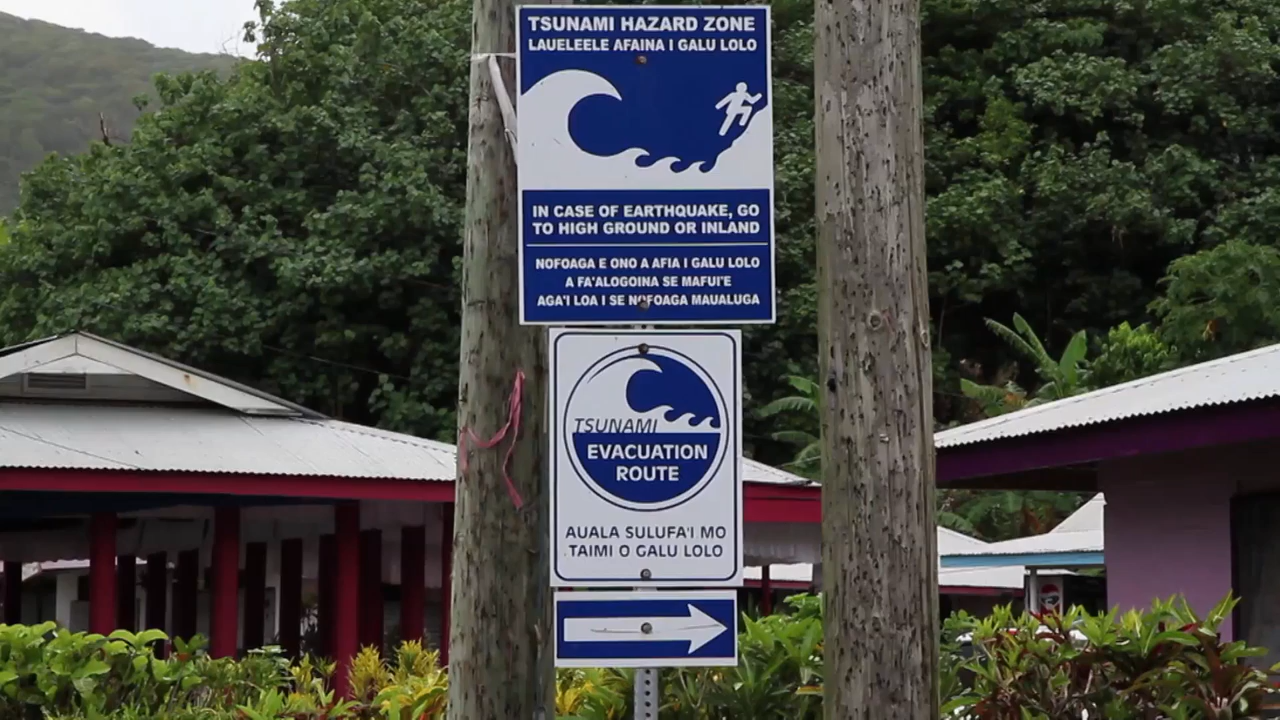 TSUNAMI HAZARD ZONE
LAUELEELE AFAINA I GALU LOLO
IN CASE OF EARTHQUAKE, GO
TO HIGH GROUND OR INLAND
NOFOAGA E ONO A AFIA I GALU LOLO
A FA'ALOGOINA SE MAFUI'E
AGA'I LOA I SE NOFOAGA MAUALUGA
TSUNAMI
EVACUATION
ROUTE
AUALA SULUFA'I MO
TAIMI O GALU LOLO